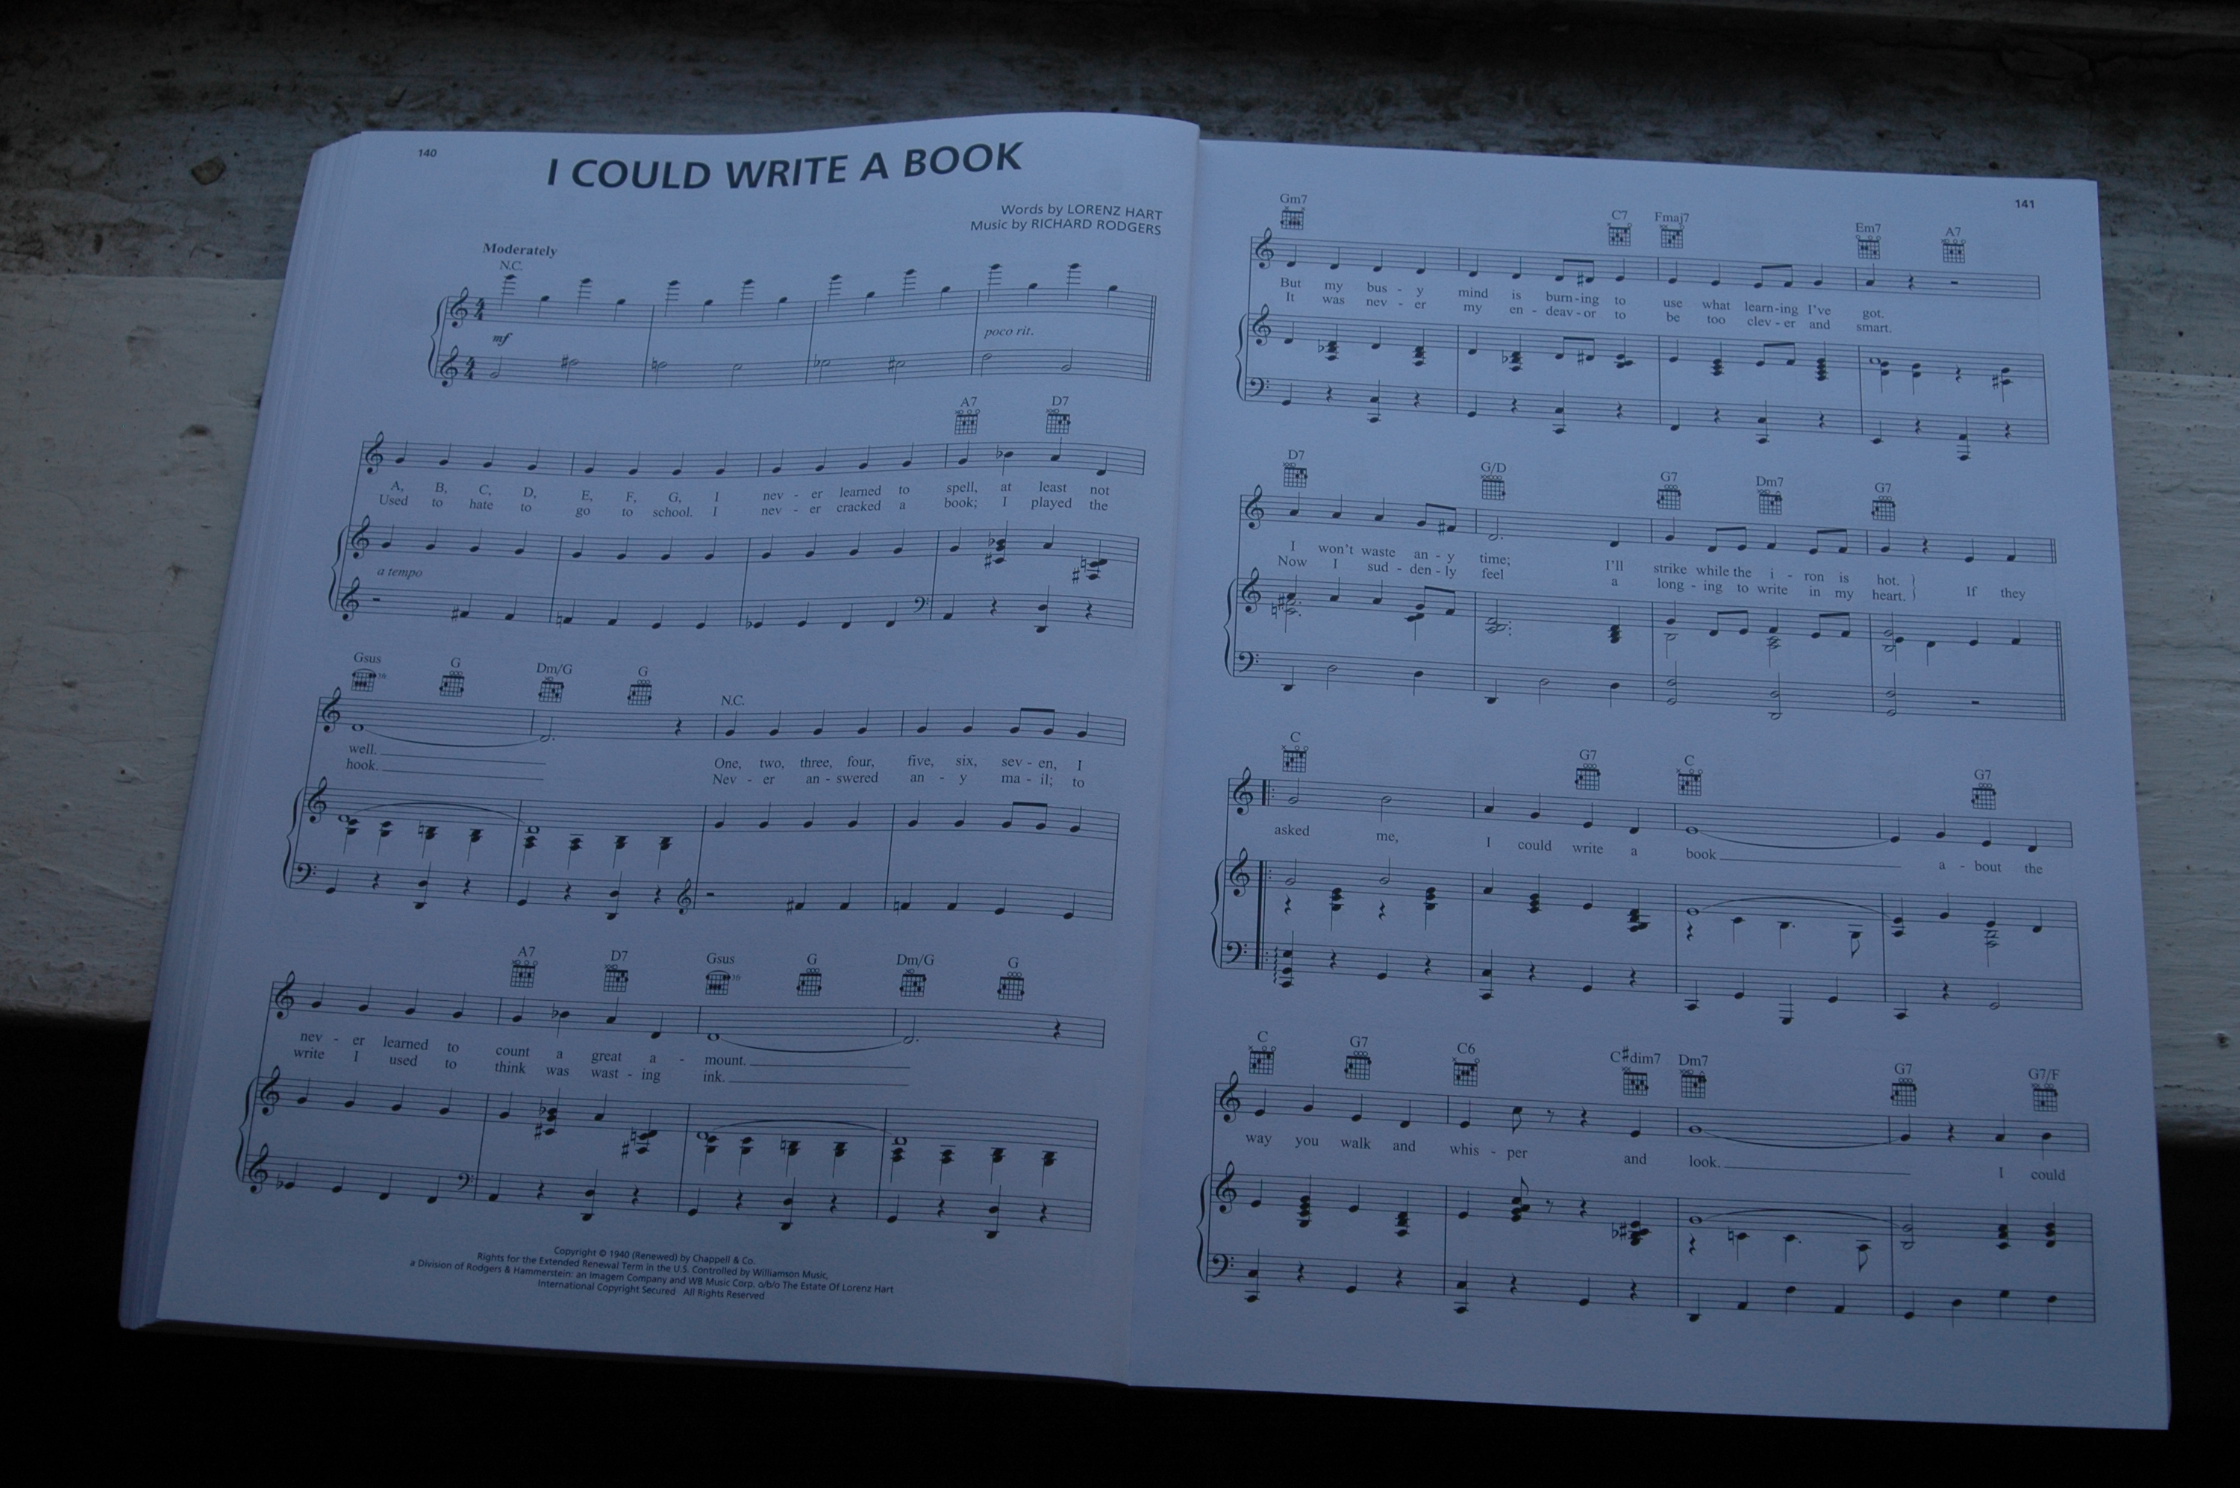 140
I COULD WRITE A BOOK
Words by LORENZ HART
Music by RICHARD RODGERS
Moderately
N.C.
mf
poco rit.
A7 D7
A, B, C, D, E, F, G, I nev - er learned to spell, at least not
Used to hate to go to school. I nev - er cracked a book; I played the
a tempo
Gsus G Dm/G G N.C.
well. One, two, three, four, five, six, sev - en, I
hook. Nev - er an - swered an - y ma - il; to
A7 D7 Gsus G Dm/G G
nev - er learned to count a great a - mount.
write I used to think was wast - ing ink.
Copyright © 1940 (Renewed) by Chappell & Co.
Rights for the Extended Renewal Term in the U.S. Controlled by Williamson Music,
a Division of Rodgers & Hammerstein: an Imagem Company and WB Music Corp. o/b/o The Estate Of Lorenz Hart
International Copyright Secured All Rights Reserved
141
Gm7 C7 Fmaj7 Em7 A7
But my bus - y mind is burn - ing to use what learn - ing I've got.
It was nev - er my en - deav - or to be too clev - er and smart.
D7 G/D G7 Dm7 G7
I won't waste an - y time; I'll strike while the i - ron is hot. } If they
Now I sud - den - ly feel a long - ing to write in my heart. }
C G7 C G7
asked me, I could write a book a - bout the
C G7 C6 C#dim7 Dm7 G7 G7/F
way you walk and whis - per and look. I could